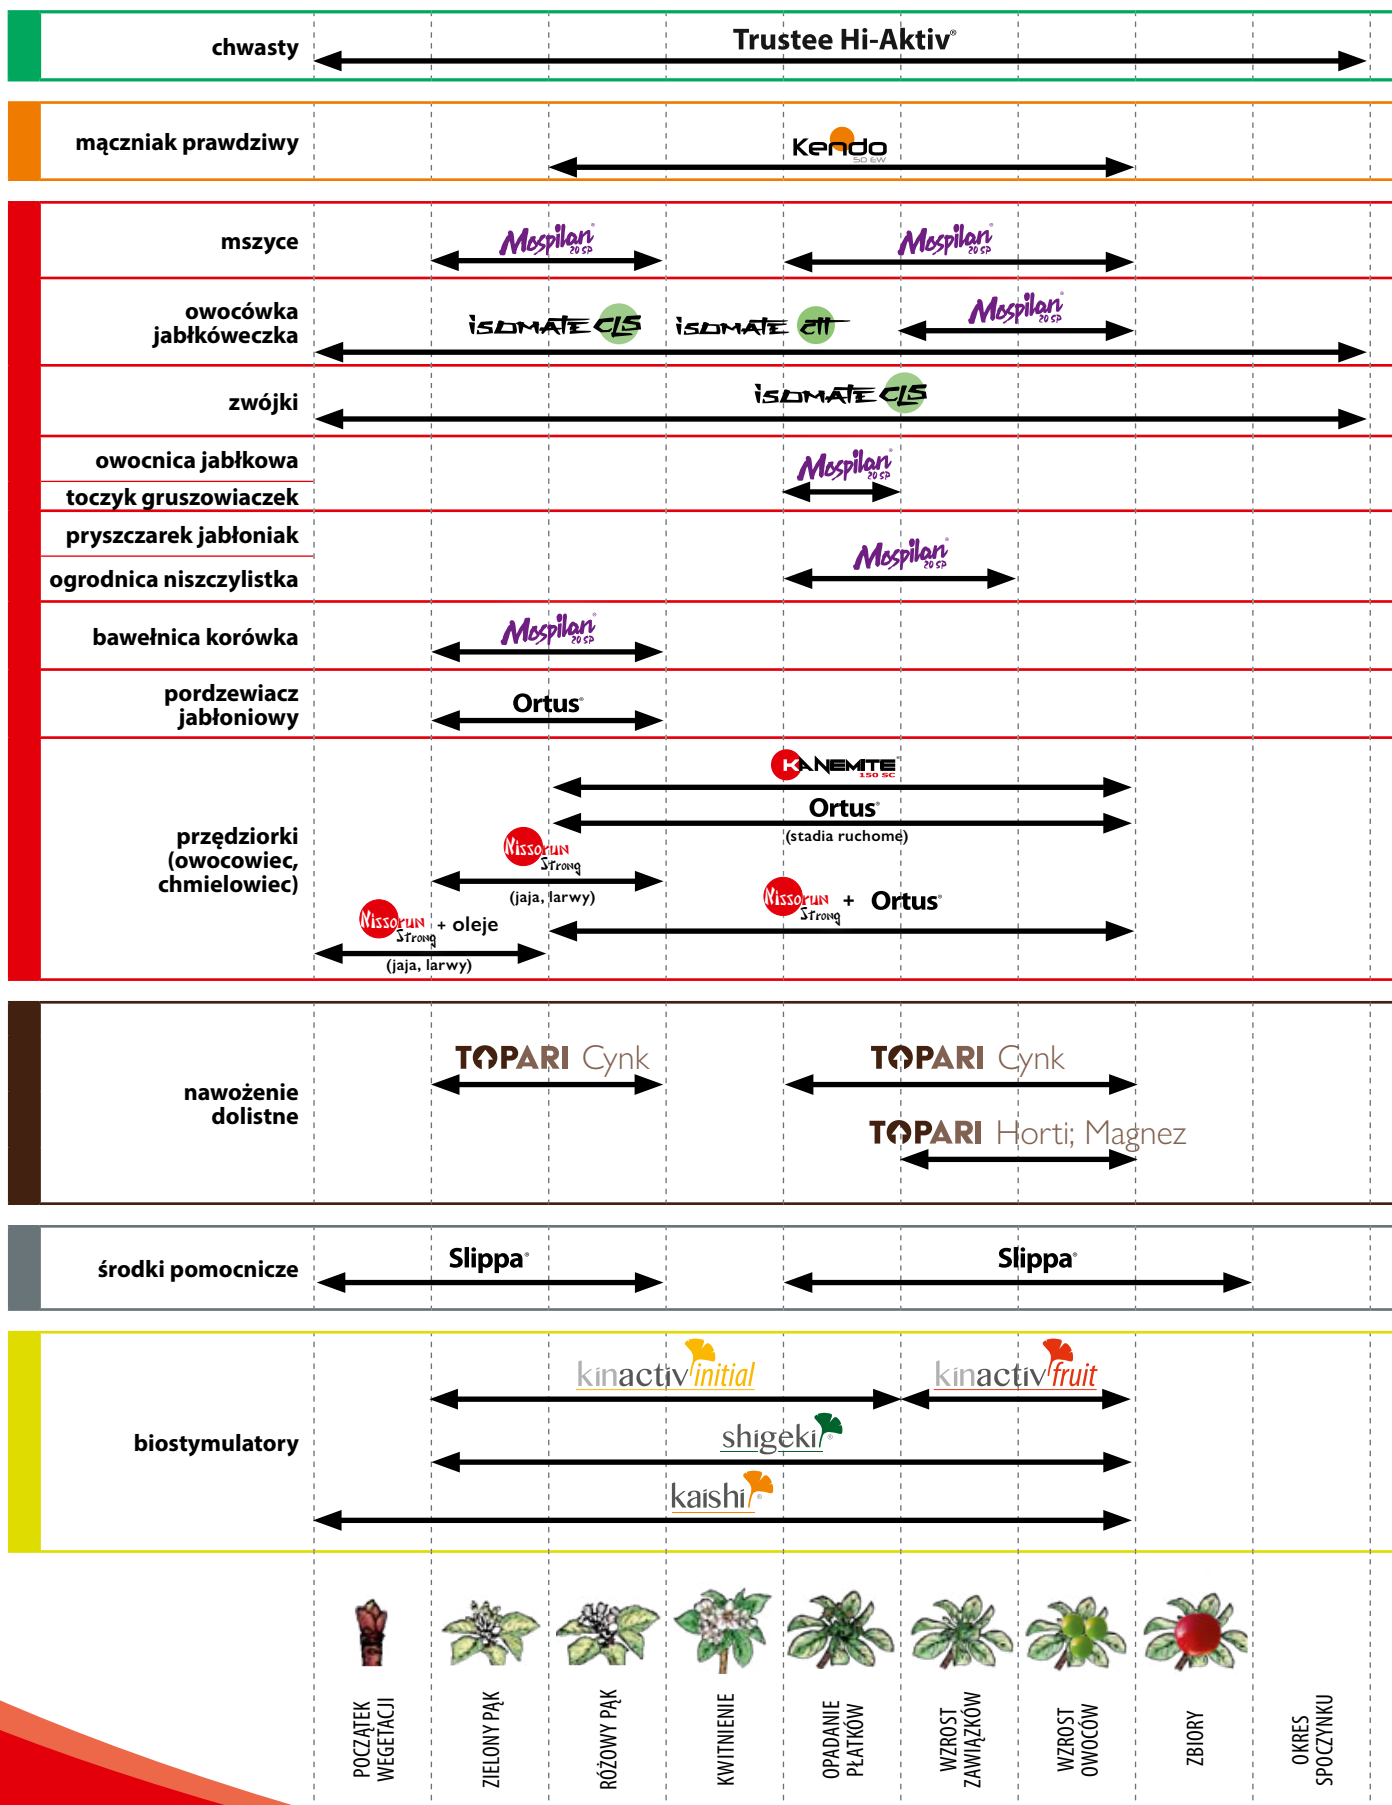 chwasty
Trustee Hi-Aktiv®
mączniak prawdziwy
Kendo
50 EW
mszyce
Mospilan®
20 SP
Mospilan®
20 SP
owocówka
jabłkóweczka
ISOMATE CLS
ISOMATE CTT
Mospilan®
20 SP
zwójki
ISOMATE CLS
owocnica jabłkowa
toczyk gruszowiaczek
Mospilan®
20 SP
pryszczarek jabłoniak
ogrodnica niszczylistka
Mospilan®
20 SP
bawełnica korówka
Mospilan®
20 SP
pordzewiacz
jabłoniowy
Ortus®
przędziorki
(owocowiec,
chmielowiec)
KANEMITE
150 SC
Ortus®
(stadia ruchome)
Nissorun
Strong
(jaja, larwy)
Nissorun
Strong
+ Ortus®
Nissorun
Strong
+ oleje
(jaja, larwy)
nawożenie
dolistne
TOPARI Cynk
TOPARI Cynk
TOPARI Horti; Magnez
środki pomocnicze
Slippa®
Slippa®
biostymulatory
kinactiv initial
kinactiv fruit
shigeki®
kaishi®
POCZĄTEK
WEGETACJI
ZIELONY PĄK
RÓŻOWY PĄK
KWITNIENIE
OPADANIE
PŁATKÓW
WZROST
ZAWIĄZKÓW
WZROST
OWOCÓW
ZBIORY
OKRES
SPOCZYNKU